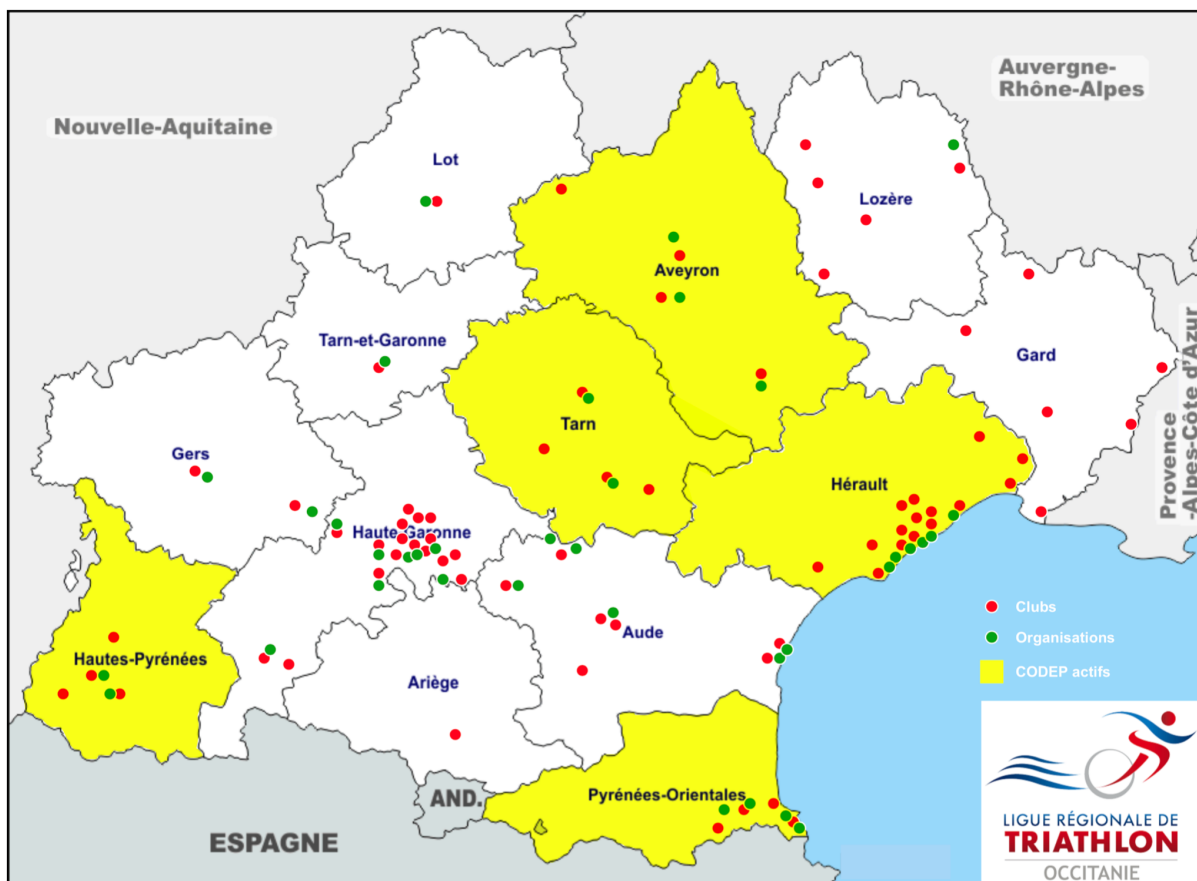 Auvergne-
Rhône-Alpes
Nouvelle-Aquitaine
Lot
Lozère
Aveyron
Tarn-et-Garonne
Gard
Provence
-Alpes-Côte d'Azur
Tarn
Gers
Hérault
Haute-Garonne
Clubs
Organisations
CODEP actifs
Aude
Hautes-Pyrénées
Ariège
Pyrénées-Orientales
AND.
ESPAGNE
LIGUE RÉGIONALE DE
TRIATHLON
OCCITANIE